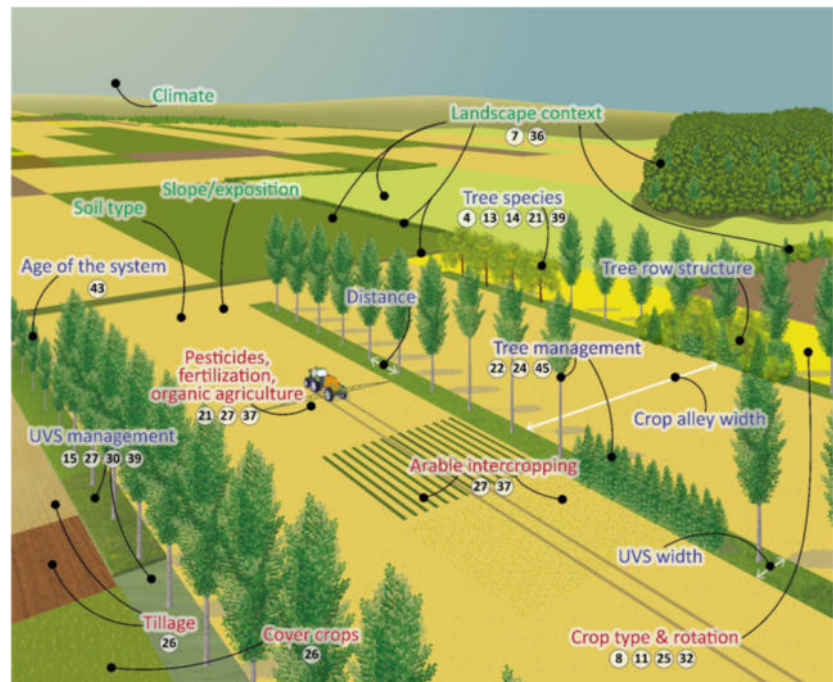 Climate
Landscape context
7 36
Tree species
4 13 14 21 39
Slope/exposition
Soil type
Age of the system
43
Distance
Tree row structure
Pesticides,
fertilization,
organic agriculture
21 27 37
Tree management
22 24 45
Crop alley width
UVS management
15 27 30 39
Arable intercropping
27 37
UVS width
Tillage
26
Cover crops
26
Crop type & rotation
8 11 25 32